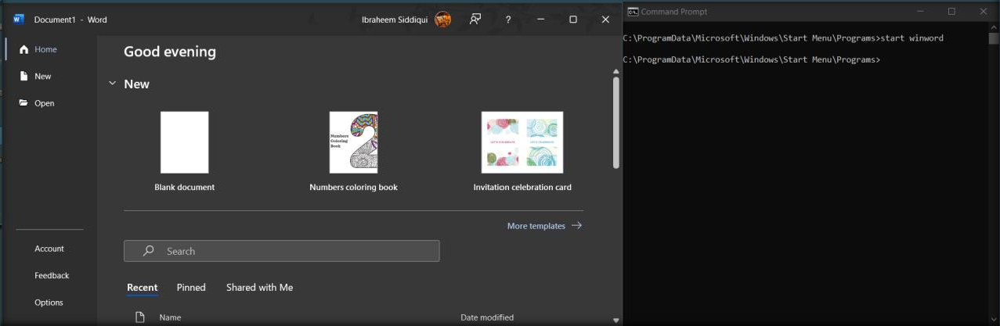 Document1 - Word
Ibraheem Siddiqui
?
Home
New
Open
Account
Feedback
Options
Good evening
New
Numbers
Coloring
Book
LET'S CELEBRATE
LET'S CELEBRATE
Blank document
Numbers coloring book
Invitation celebration card
More templates
Search
Recent
Pinned
Shared with Me
Name
Date modified
Command Prompt
C:\ProgramData\Microsoft\Windows\Start Menu\Programs>start winword
C:\ProgramData\Microsoft\Windows\Start Menu\Programs>